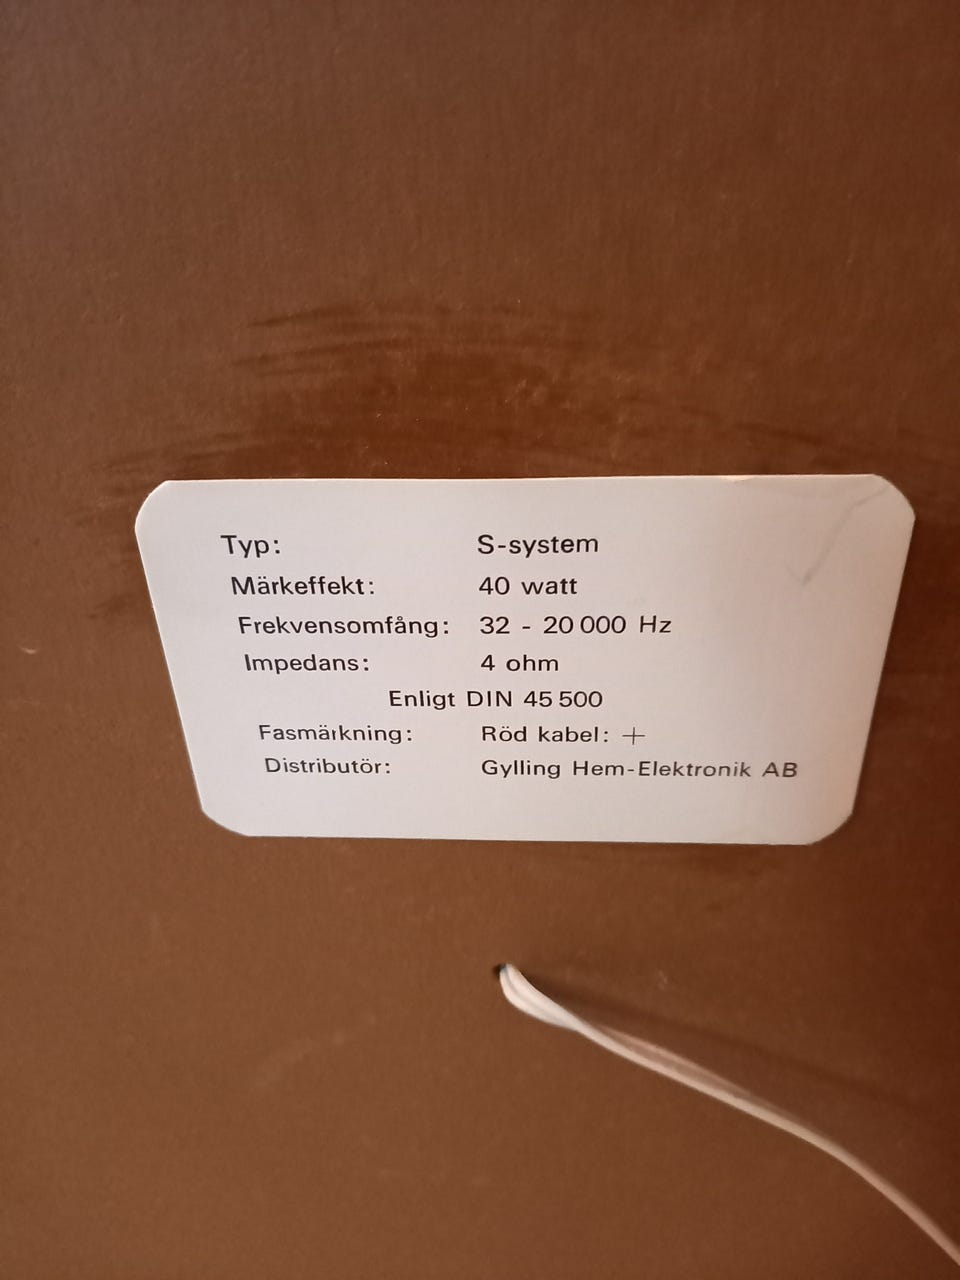 Typ: S-system
Märkeffekt: 40 watt
Frekvensomfång: 32 - 20 000 Hz
Impedans: 4 ohm
Enligt DIN 45 500
Fasmärkning: Röd kabel: +
Distributör: Gylling Hem-Elektronik AB